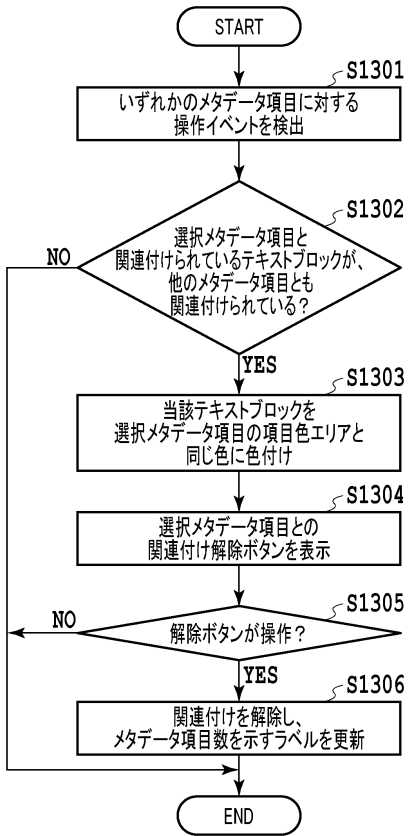 START
S1301
いずれかのメタデータ項目に対する
操作イベントを検出
S1302
選択メタデータ項目と
関連付けられているテキストブロックが、
他のメタデータ項目とも
関連付けられている？
NO
YES
S1303
当該テキストブロックを
選択メタデータ項目の項目色エリアと
同じ色に色付け
S1304
選択メタデータ項目との
関連付け解除ボタンを表示
S1305
NO
解除ボタンが操作？
YES
S1306
関連付けを解除し、
メタデータ項目数を示すラベルを更新
END